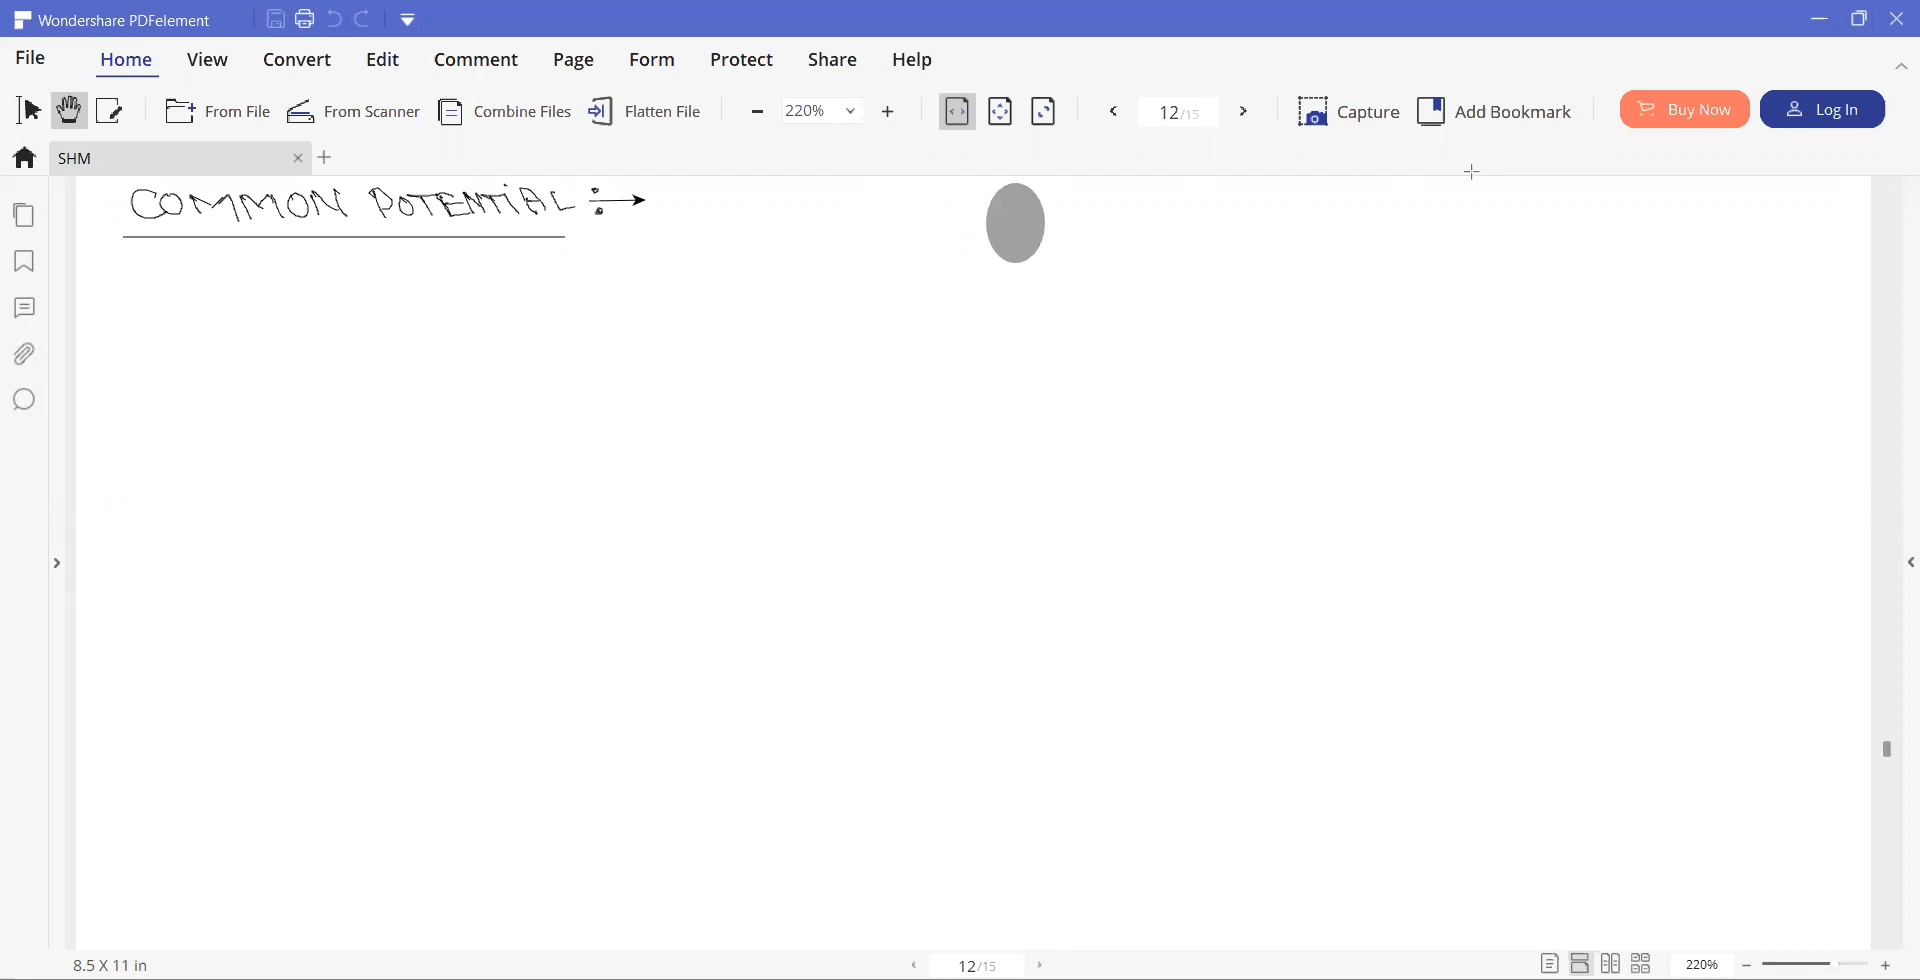 Wondershare PDFelement
File Home View Convert Edit Comment Page Form Protect Share Help
From File From Scanner Combine Files Flatten File 220% 12/15 Capture Add Bookmark Buy Now Log In
SHM
COMMON POTENTIAL :→
8.5 X 11 in 12/15 220%